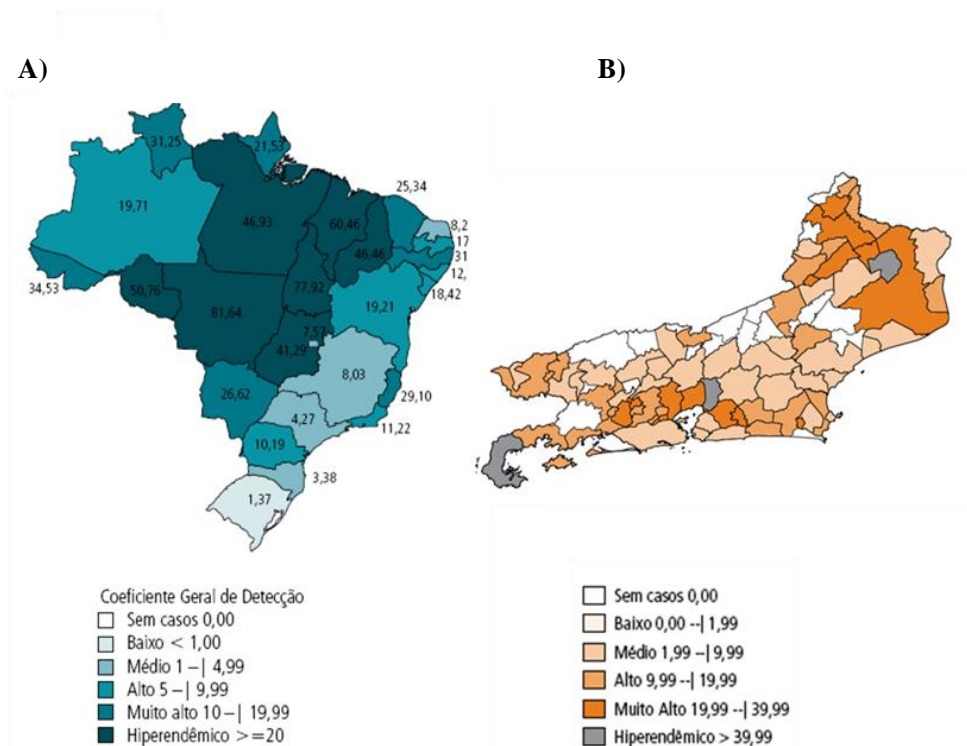 A)
B)
31,25
21,53
25,34
19,71
46,93
60,46
8,2
46,46
17
31
12,
34,53
50,76
77,92
18,42
81,64
19,21
7,57
41,29
8,03
26,62
29,10
4,27
11,22
10,19
3,38
1,37
Coeficiente Geral de Detecção
Sem casos 0,00
Baixo < 1,00
Médio 1 –| 4,99
Alto 5 –| 9,99
Muito alto 10 –| 19,99
Hiperendêmico >=20
Sem casos 0,00
Baixo 0,00 --| 1,99
Médio 1,99 --| 9,99
Alto 9,99 --| 19,99
Muito Alto 19,99 --| 39,99
Hiperendêmico > 39,99